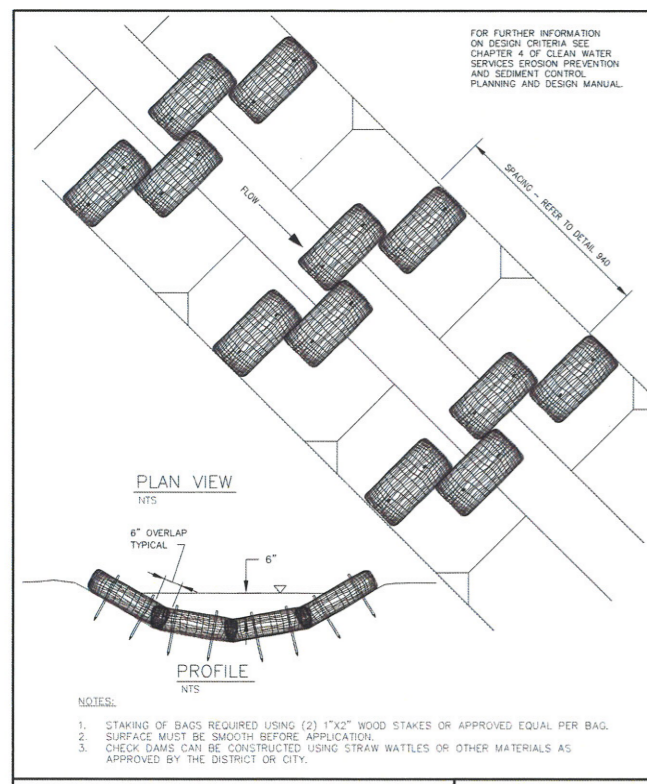 FOR FURTHER INFORMATION
ON DESIGN CRITERIA SEE
CHAPTER 4 OF CLEAN WATER
SERVICES EROSION PREVENTION
AND SEDIMENT CONTROL
PLANNING AND DESIGN MANUAL.
SPACING – REFER TO DETAIL 940
FLOW
PLAN VIEW
NTS
6" OVERLAP
TYPICAL
6"
PROFILE
NTS
NOTES:
1. STAKING OF BAGS REQUIRED USING (2) 1"X2" WOOD STAKES OR APPROVED EQUAL PER BAG.
2. SURFACE MUST BE SMOOTH BEFORE APPLICATION.
3. CHECK DAMS CAN BE CONSTRUCTED USING STRAW WATTLES OR OTHER MATERIALS AS
APPROVED BY THE DISTRICT OR CITY.